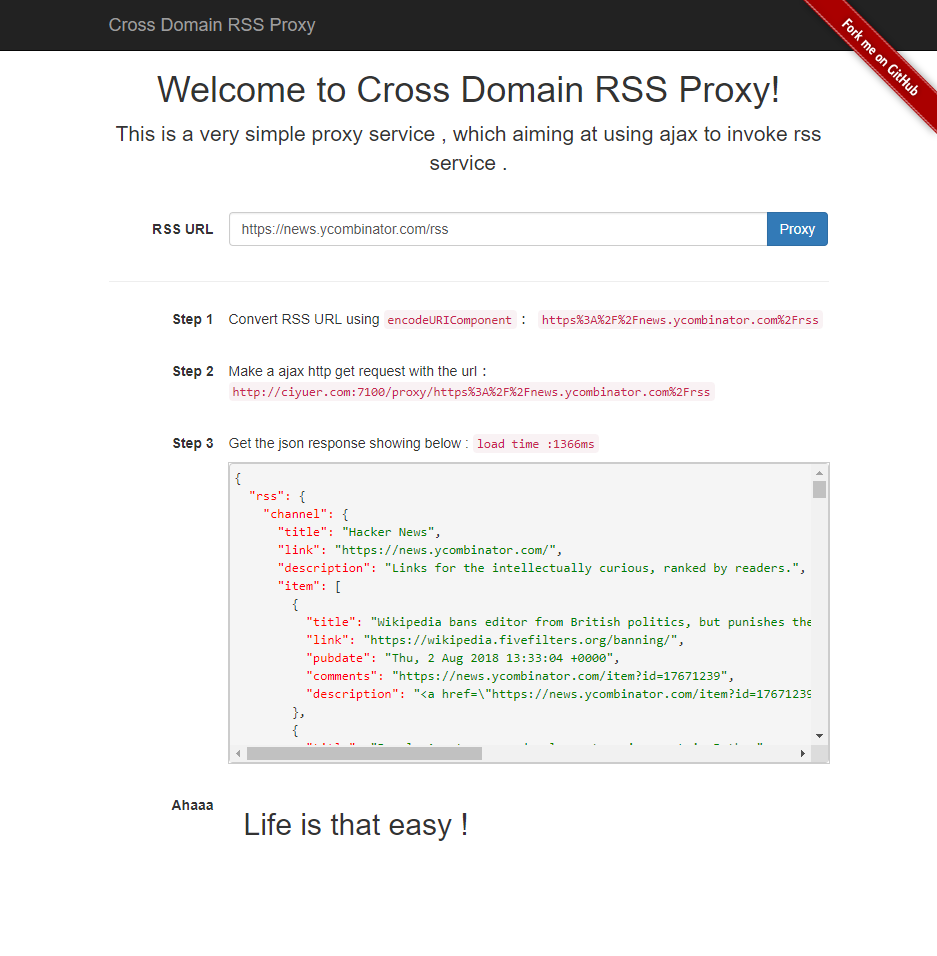 Cross Domain RSS Proxy
Fork me on GitHub
Welcome to Cross Domain RSS Proxy!
This is a very simple proxy service , which aiming at using ajax to invoke rss
service .
RSS URL https://news.ycombinator.com/rss Proxy
Step 1 Convert RSS URL using encodeURIComponent : https%3A%2F%2Fnews.ycombinator.com%2Frss
Step 2 Make a ajax http get request with the url :
http://ciyuer.com:7100/proxy/https%3A%2F%2Fnews.ycombinator.com%2Frss
Step 3 Get the json response showing below : load time :1366ms
{
"rss": {
"channel": {
"title": "Hacker News",
"link": "https://news.ycombinator.com/",
"description": "Links for the intellectually curious, ranked by readers.",
"item": [
{
"title": "Wikipedia bans editor from British politics, but punishes the
"link": "https://wikipedia.fivefilters.org/banning/",
"pubdate": "Thu, 2 Aug 2018 13:33:04 +0000",
"comments": "https://news.ycombinator.com/item?id=17671239",
"description": "<a href=\"https://news.ycombinator.com/item?id=17671239
},
{
Ahaaa
Life is that easy !